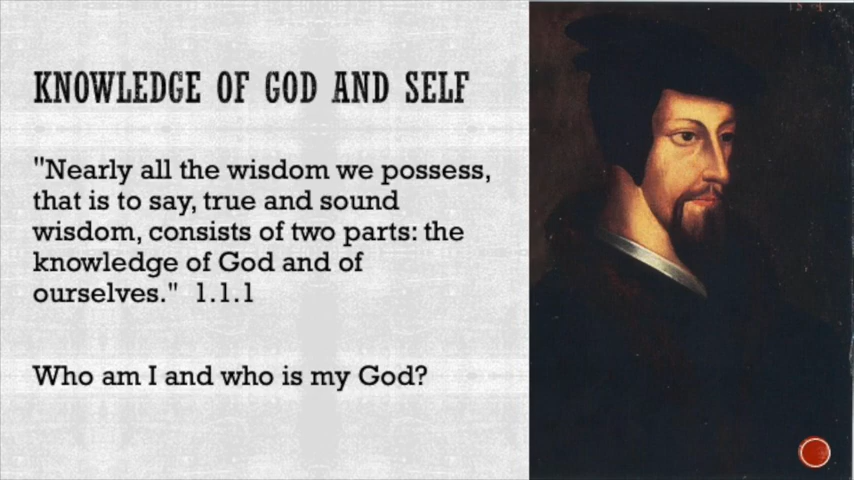 KNOWLEDGE OF GOD AND SELF
"Nearly all the wisdom we possess,
that is to say, true and sound
wisdom, consists of two parts: the
knowledge of God and of
ourselves."  1.1.1
Who am I and who is my God?